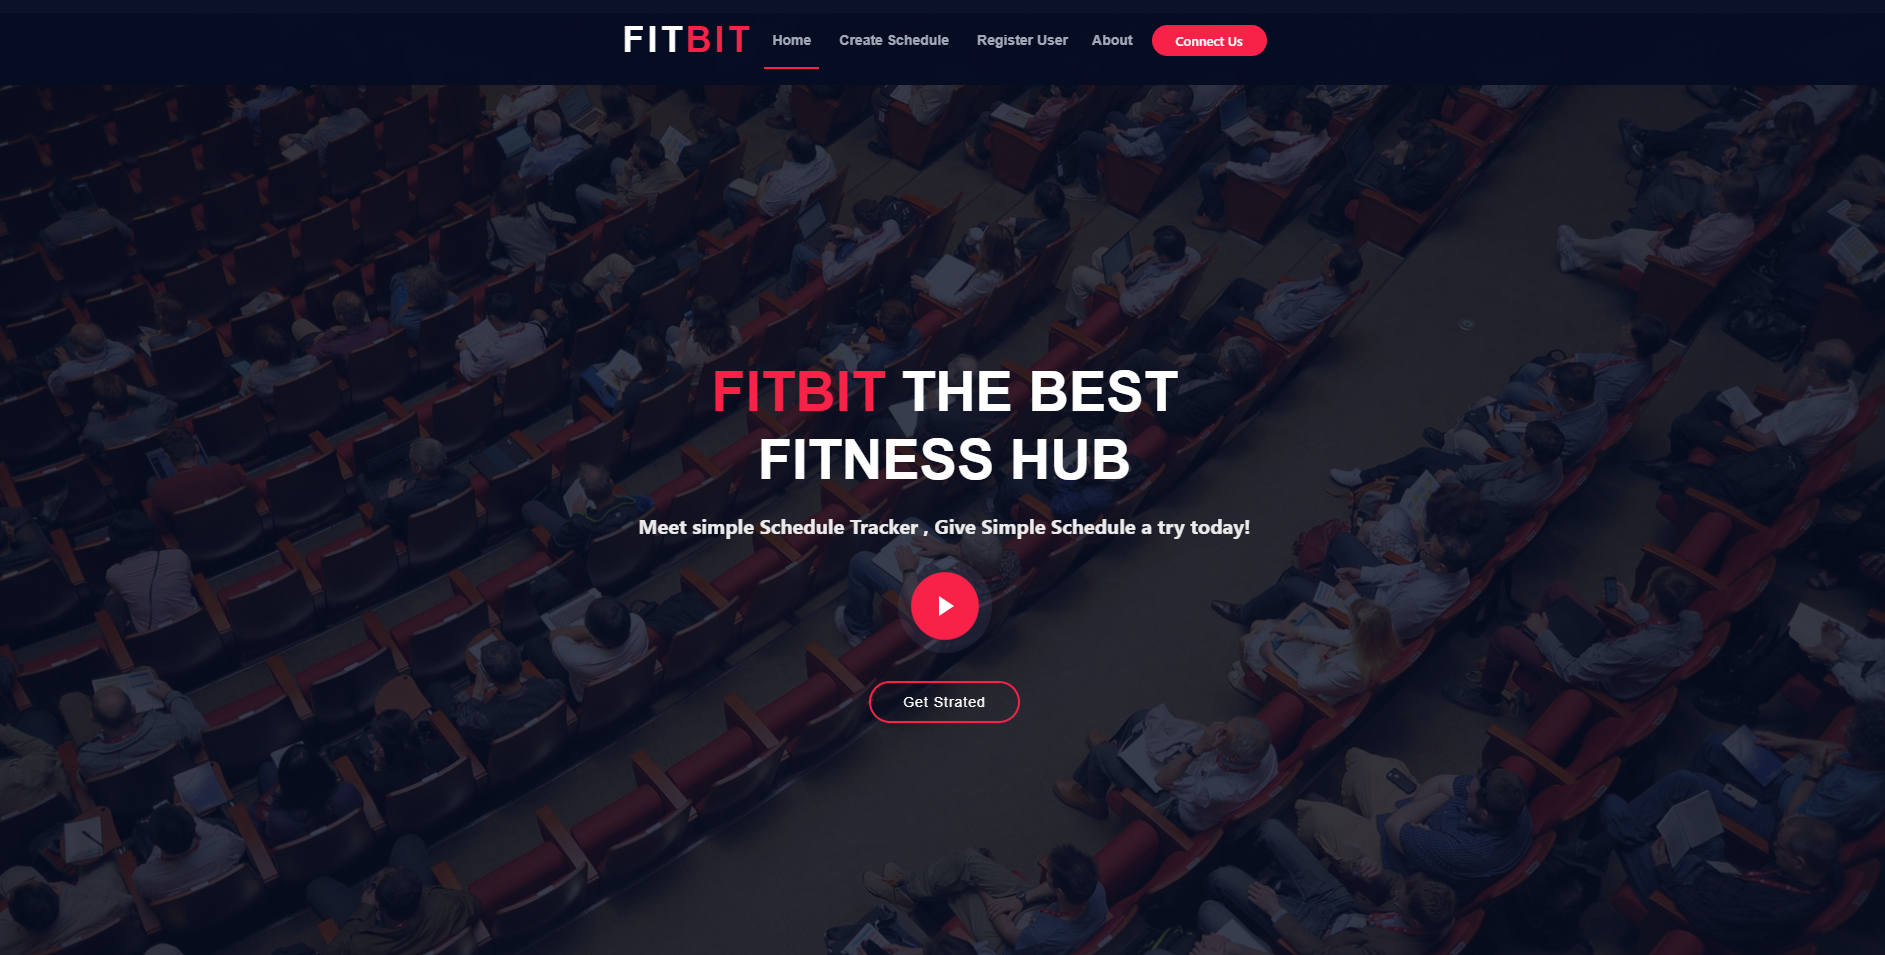 FITBIT Home Create Schedule Register User About Connect Us
FITBIT THE BEST
FITNESS HUB
Meet simple Schedule Tracker , Give Simple Schedule a try today!
Get Strated